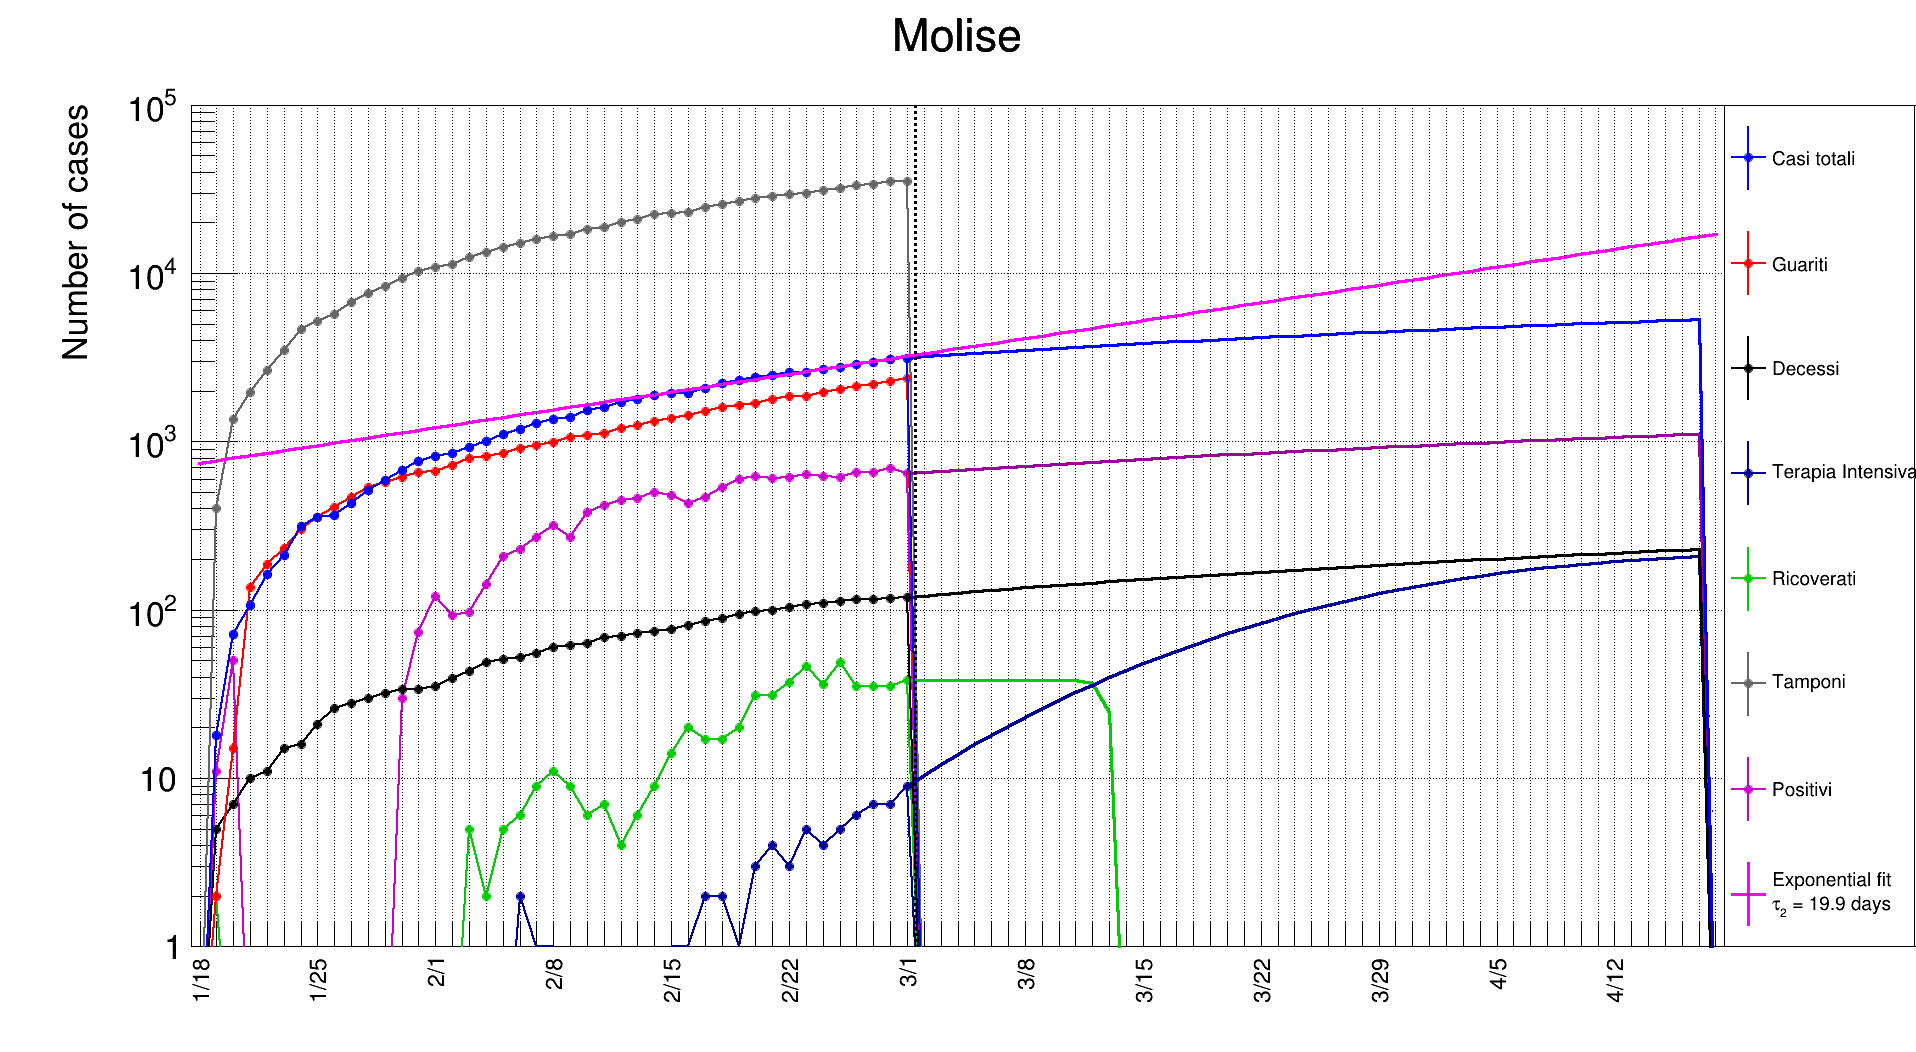 Molise
Number of cases
10^5
10^4
10^3
10^2
10
1
1/18
1/25
2/1
2/8
2/15
2/22
3/1
3/8
3/15
3/22
3/29
4/5
4/12
Casi totali
Guariti
Decessi
Terapia Intensiva
Ricoverati
Tamponi
Positivi
Exponential fit
τ₂ = 19.9 days